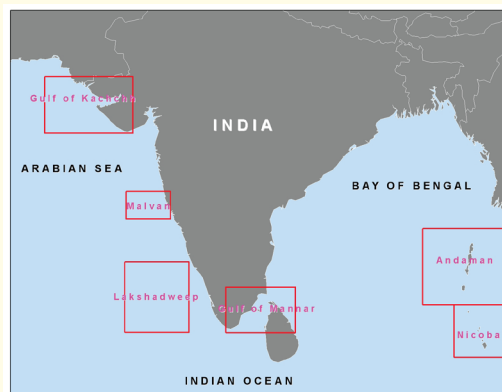 Gulf of Kachchh
INDIA
ARABIAN SEA
BAY OF BENGAL
Malvan
Andaman
Lakshadweep
Gulf of Mannar
Nicoba
INDIAN OCEAN